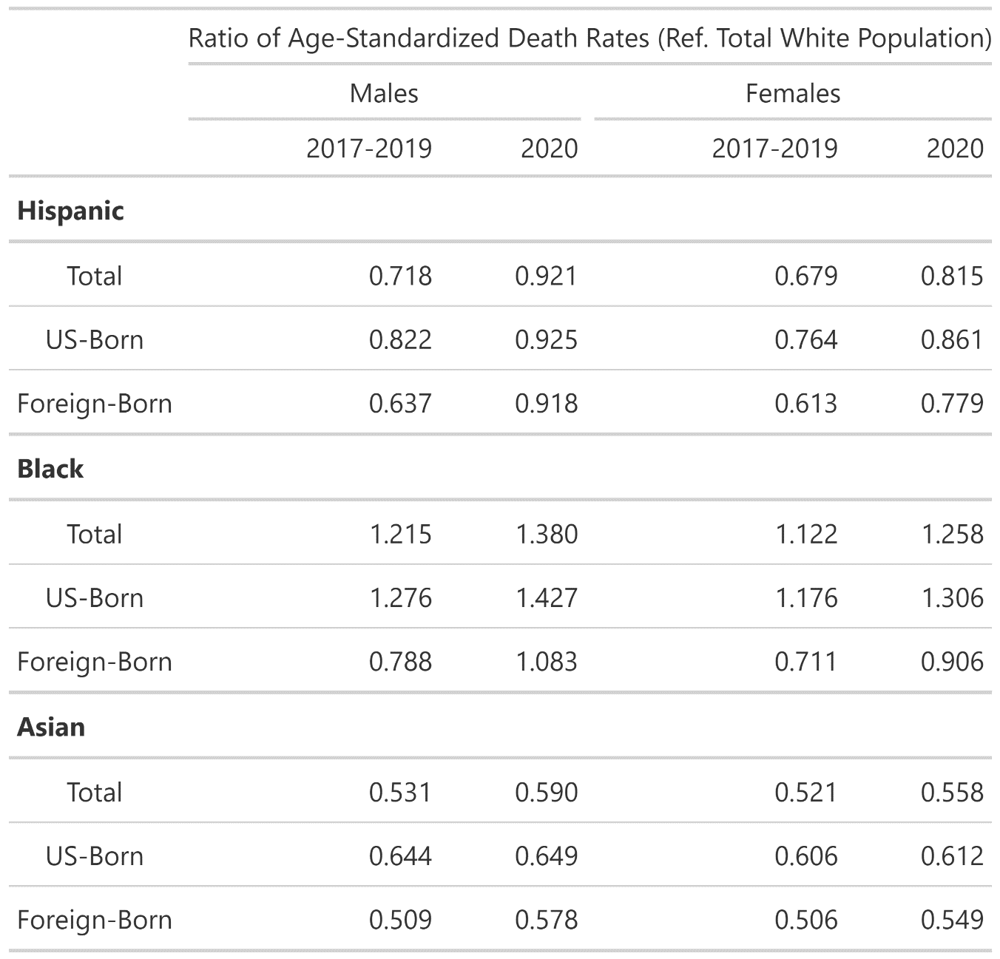 Ratio of Age-Standardized Death Rates (Ref. Total White Population)
Males Females
2017-2019 2020 2017-2019 2020
Hispanic
Total 0.718 0.921 0.679 0.815
US-Born 0.822 0.925 0.764 0.861
Foreign-Born 0.637 0.918 0.613 0.779
Black
Total 1.215 1.380 1.122 1.258
US-Born 1.276 1.427 1.176 1.306
Foreign-Born 0.788 1.083 0.711 0.906
Asian
Total 0.531 0.590 0.521 0.558
US-Born 0.644 0.649 0.606 0.612
Foreign-Born 0.509 0.578 0.506 0.549